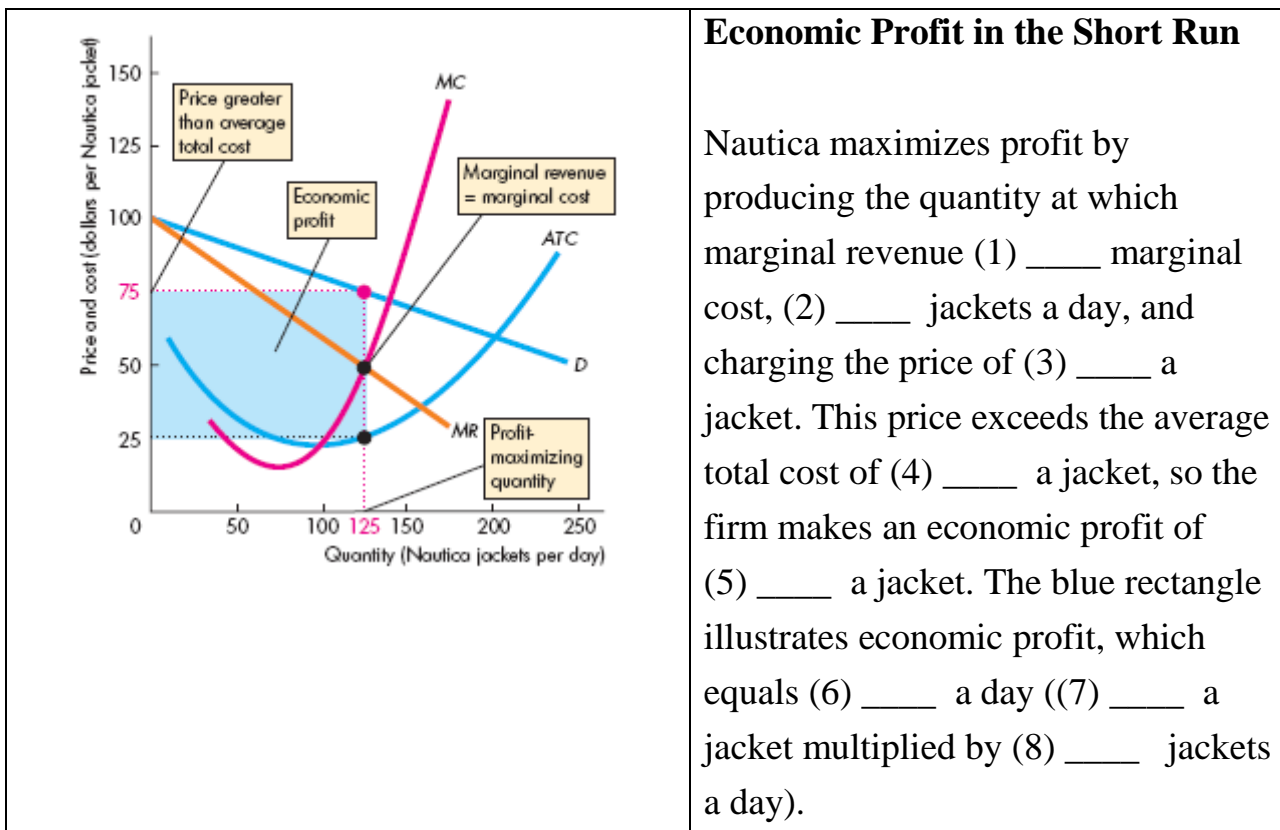 Price and cost (dollars per Nautica jacket)
150
125
100
75
50
25
0
50
100
125
150
200
250
Quantity (Nautica jackets per day)
Price greater
than average
total cost
Economic
profit
MC
Marginal revenue
= marginal cost
ATC
D
MR
Profit-
maximizing
quantity
Economic Profit in the Short Run
Nautica maximizes profit by
producing the quantity at which
marginal revenue (1) ____ marginal
cost, (2) ____ jackets a day, and
charging the price of (3) ____ a
jacket. This price exceeds the average
total cost of (4) ____ a jacket, so the
firm makes an economic profit of
(5) ____ a jacket. The blue rectangle
illustrates economic profit, which
equals (6) ____ a day ((7) ____ a
jacket multiplied by (8) ____ jackets
a day).